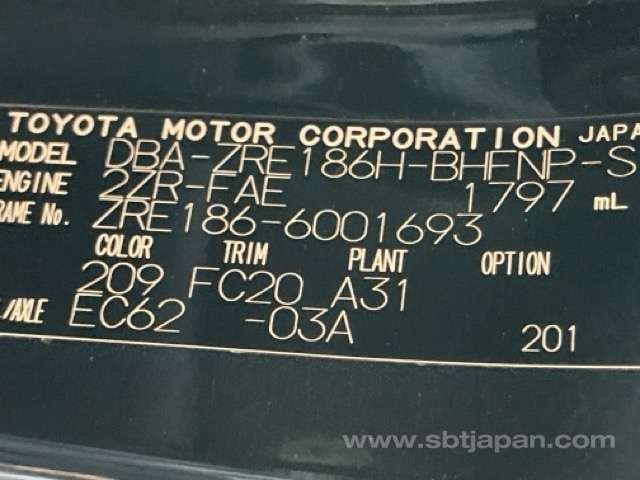 TOYOTA MOTOR CORPORATION JAPA
MODEL DBA-ZRE186H-BHFNP-S
ENGINE 2ZR-FAE 1797 mL
RAME No. ZRE186-6001693
COLOR TRIM PLANT OPTION
209 FC20 A31
/AXLE EC62 -03A 201
www.sbtjapan.com